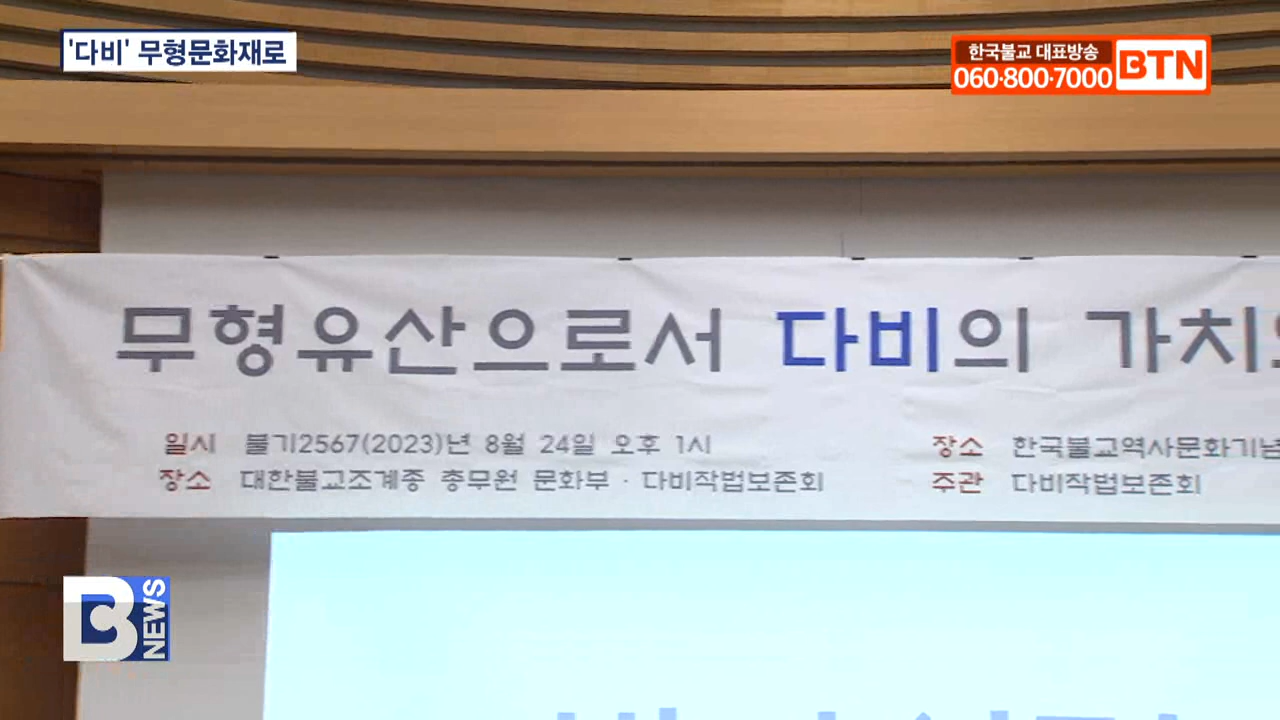 '다비' 무형문화재로
한국불교 대표방송
060·800·7000
BTN
무형유산으로서 다비의 가치
일시 불기2567(2023)년 8월 24일 오후 1시
장소 대한불교조계종 총무원 문화부 · 다비작법보존회
장소 한국불교역사문화기념
주관 다비작법보존회
B NEWS